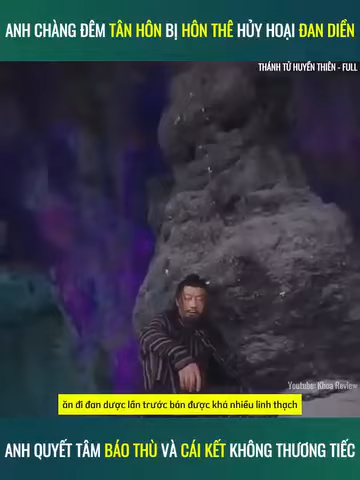 ANH CHÀNG ĐÊM TÂN HÔN BỊ HÔN THÊ HỦY HOẠI ĐAN DIỀN
THÁNH TỬ HUYỀN THIÊN - FULL
Youtube: Khua Review
ăn đi đan dược lần trước bán được khá nhiều linh thạch
ANH QUYẾT TÂM BÁO THÙ VÀ CÁI KẾT KHÔNG THƯƠNG TIẾC